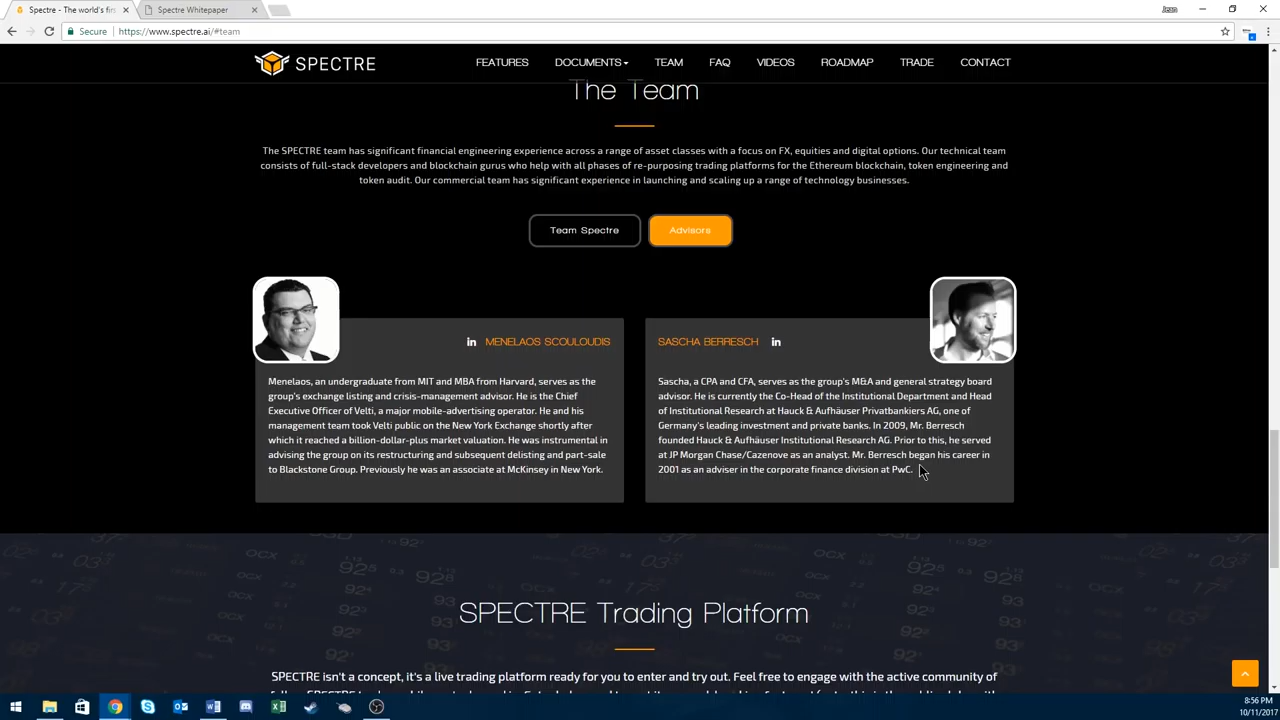 Spectre - The world's firs
Spectre Whitepaper
Secure
https://www.spectre.ai/#team
SPECTRE
FEATURES
DOCUMENTS
TEAM
FAQ
VIDEOS
ROADMAP
TRADE
CONTACT
The Team
The SPECTRE team has significant financial engineering experience across a range of asset classes with a focus on FX, equities and digital options. Our technical team
consists of full-stack developers and blockchain gurus who help with all phases of re-purposing trading platforms for the Ethereum blockchain, token engineering and
token audit. Our commercial team has significant experience in launching and scaling up a range of technology businesses.
Team Spectre
Advisors
in MENELAOS SCOULOUDIS
Menelaos, an undergraduate from MIT and MBA from Harvard, serves as the
group's exchange listing and crisis-management advisor. He is the Chief
Executive Officer of Velti, a major mobile-advertising operator. He and his
management team took Velti public on the New York Exchange shortly after
which it reached a billion-dollar-plus market valuation. He was instrumental in
advising the group on its restructuring and subsequent delisting and part-sale
to Blackstone Group. Previously he was an associate at McKinsey in New York.
SASCHA BERRESCH in
Sascha, a CPA and CFA, serves as the group's M&A and general strategy board
advisor. He is currently the Co-Head of the Institutional Department and Head
of Institutional Research at Hauck & Aufhäuser Privatbankiers AG, one of
Germany's leading investment and private banks. In 2009, Mr. Berresch
founded Hauck & Aufhäuser Institutional Research AG. Prior to this, he served
at JP Morgan Chase/Cazenove as an analyst. Mr. Berresch began his career in
2001 as an adviser in the corporate finance division at PwC.
SPECTRE Trading Platform
SPECTRE isn't a concept, it's a live trading platform ready for you to enter and try out. Feel free to engage with the active community of
8:56 PM
10/11/2017